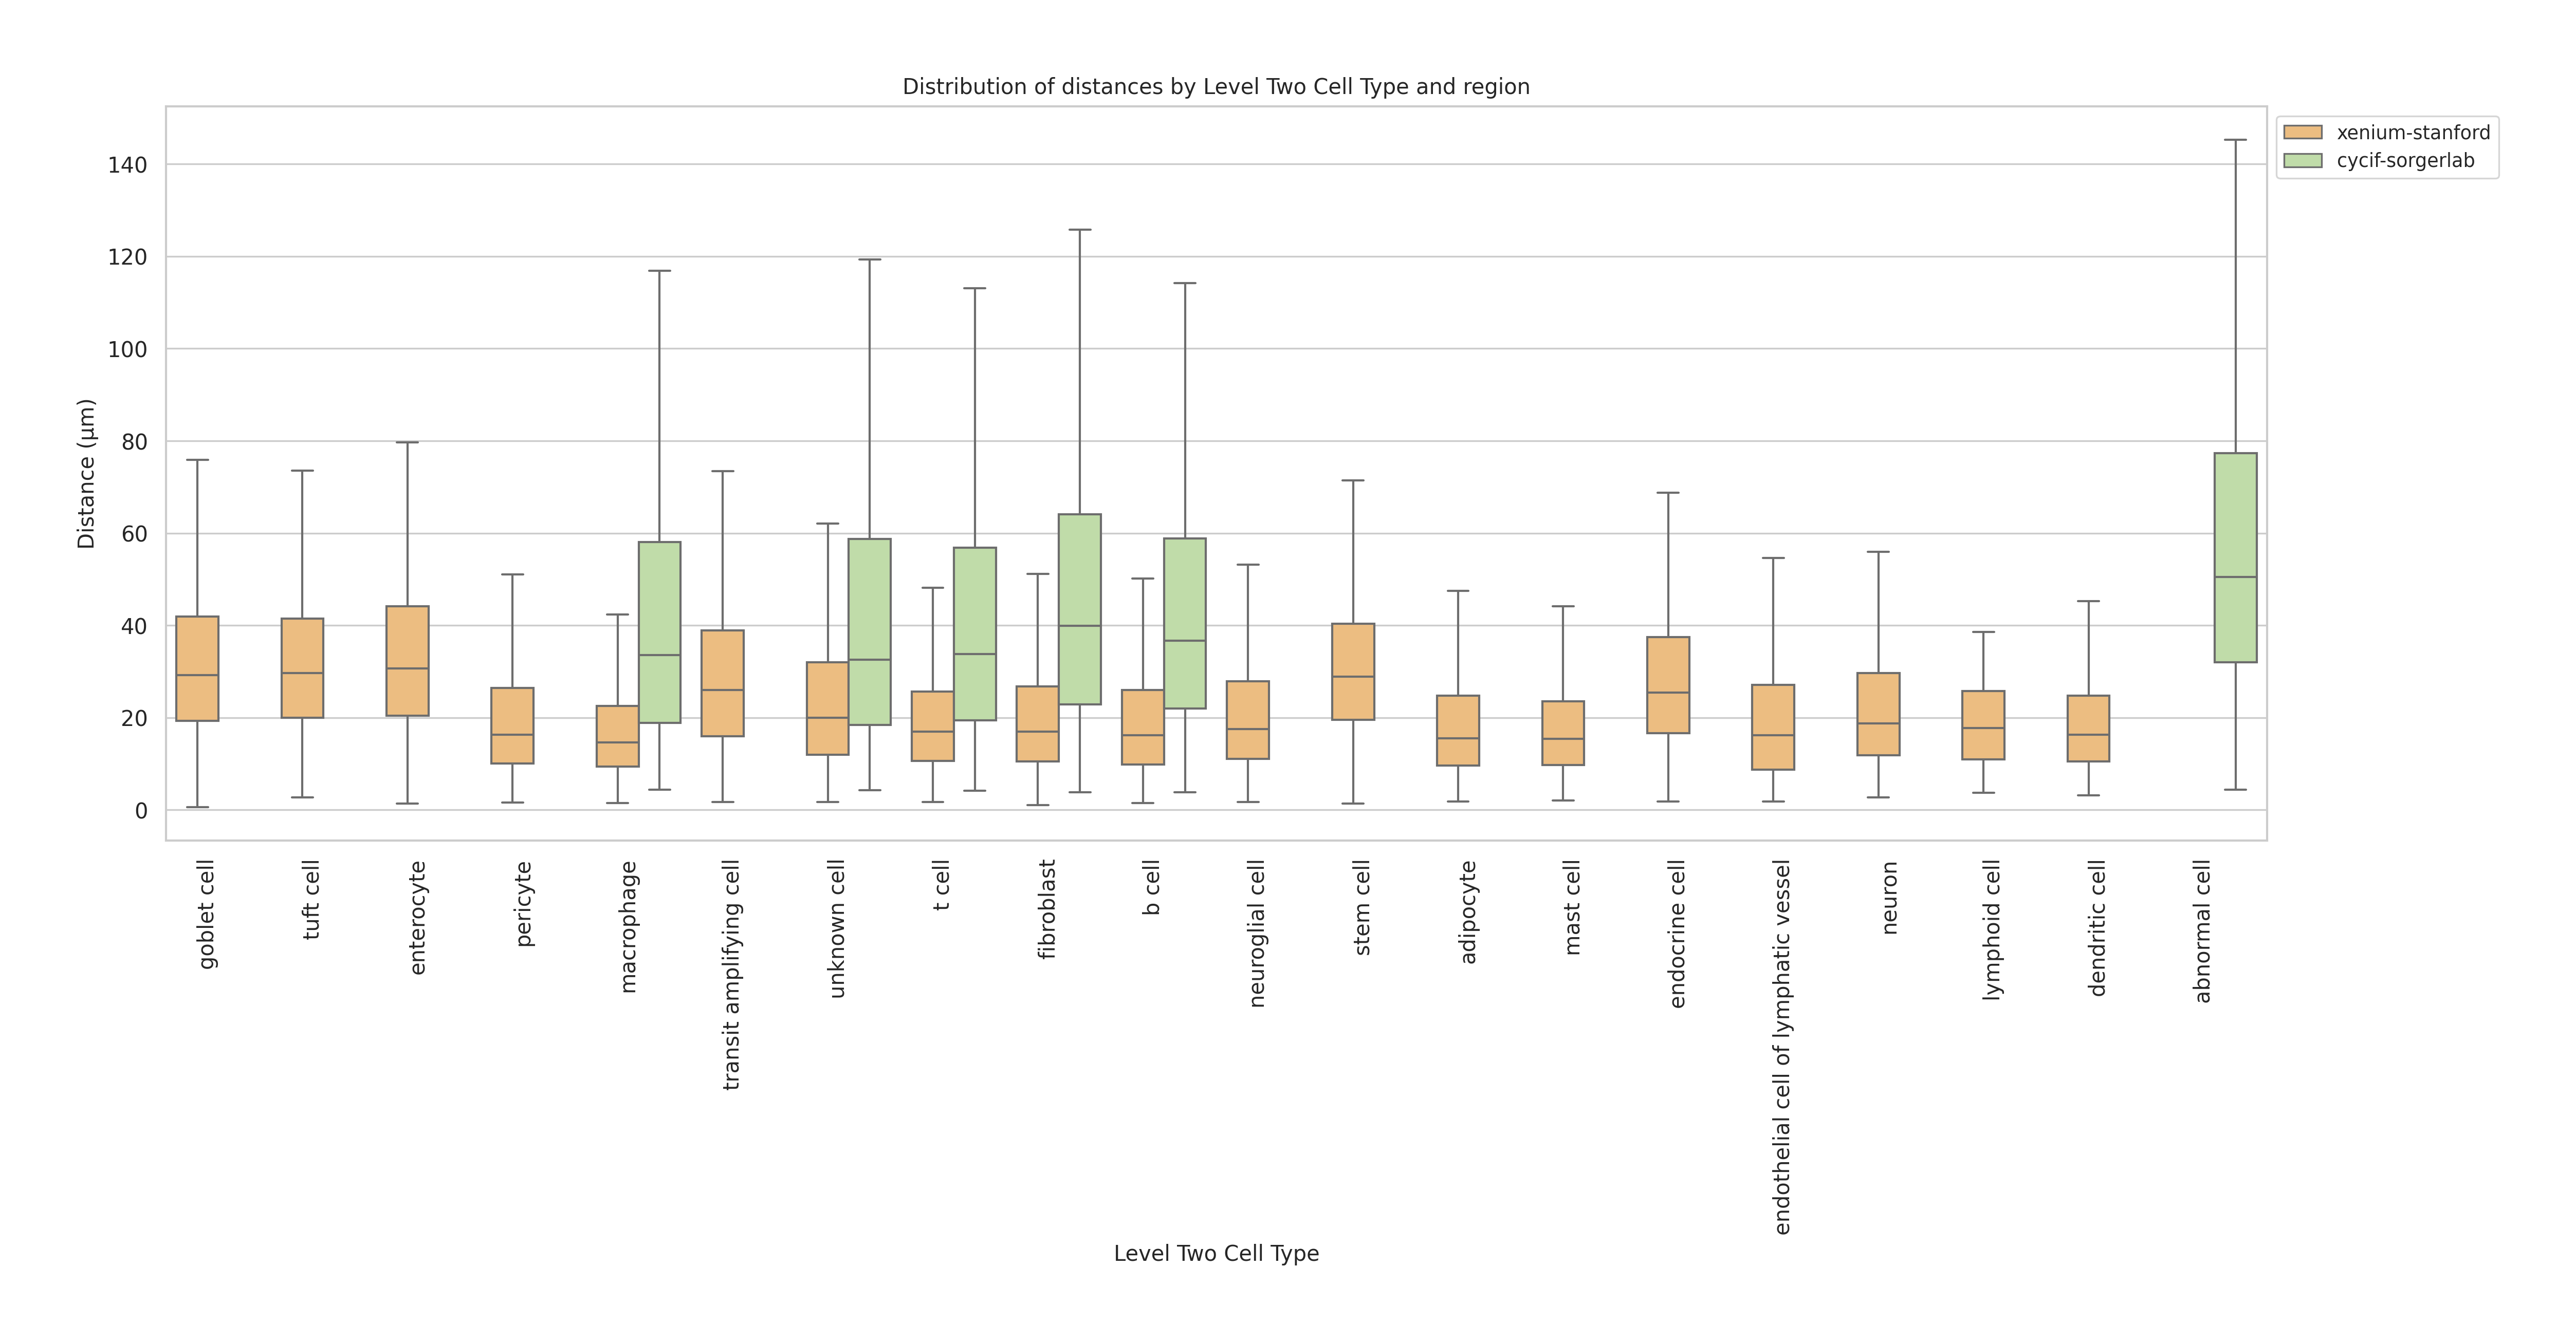 Distribution of distances by Level Two Cell Type and region
xenium-stanford
cycif-sorgerlab
Distance (μm)
140
120
100
80
60
40
20
0
goblet cell
tuft cell
enterocyte
pericyte
macrophage
transit amplifying cell
unknown cell
t cell
fibroblast
b cell
neuroglial cell
stem cell
adipocyte
mast cell
endocrine cell
endothelial cell of lymphatic vessel
neuron
lymphoid cell
dendritic cell
abnormal cell
Level Two Cell Type